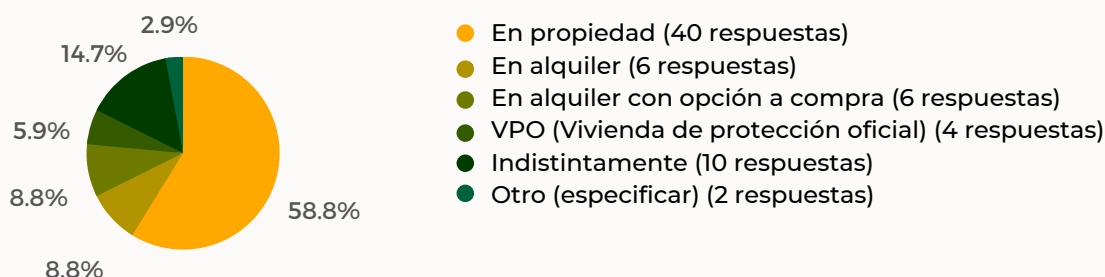 2.9%
14.7%
5.9%
8.8%
8.8%
58.8%
En propiedad (40 respuestas)
En alquiler (6 respuestas)
En alquiler con opción a compra (6 respuestas)
VPO (Vivienda de protección oficial) (4 respuestas)
Indistintamente (10 respuestas)
Otro (especificar) (2 respuestas)